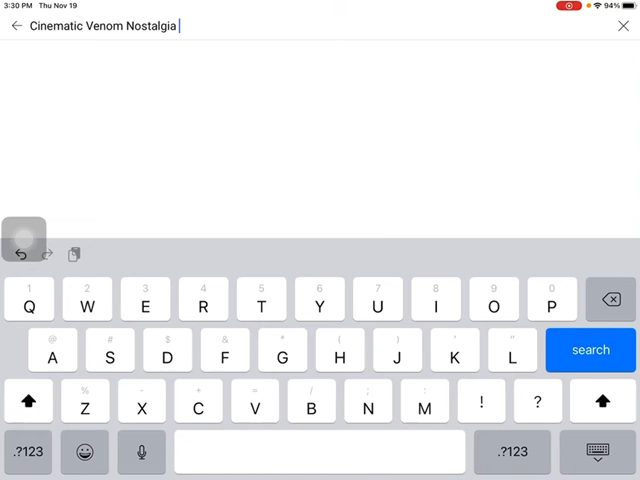 3:30 PM Thu Nov 19 94%
Cinematic Venom Nostalgia
1 2 3 4 5 6 7 8 9 0
Q W E R T Y U I O P
@ # $ & * ( ) ' "
A S D F G H J K L search
% - + = / ; :
Z X C V B N M ! ?
.?123 .?123